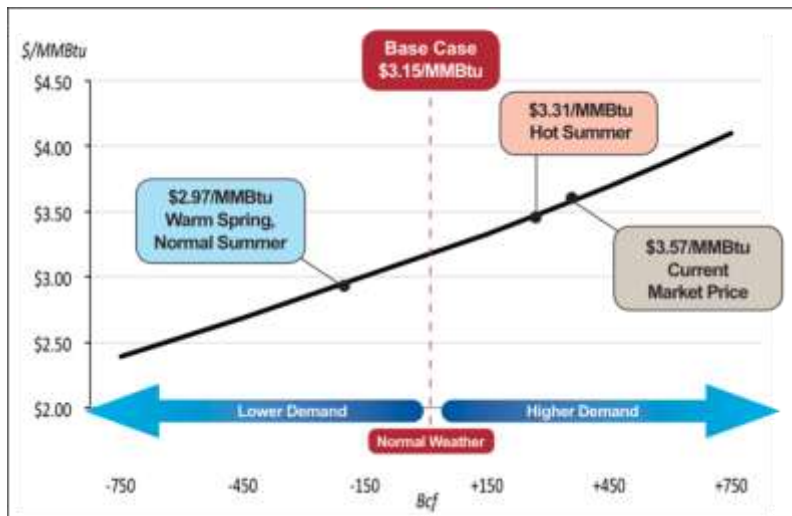 $/MMBtu
Base Case
$3.15/MMBtu
$4.50
$4.00
$3.50
$3.00
$2.50
$2.00
$3.31/MMBtu
Hot Summer
$2.97/MMBtu
Warm Spring,
Normal Summer
$3.57/MMBtu
Current
Market Price
Lower Demand
Higher Demand
Normal Weather
-750
-450
-150
+150
+450
+750
Bcf